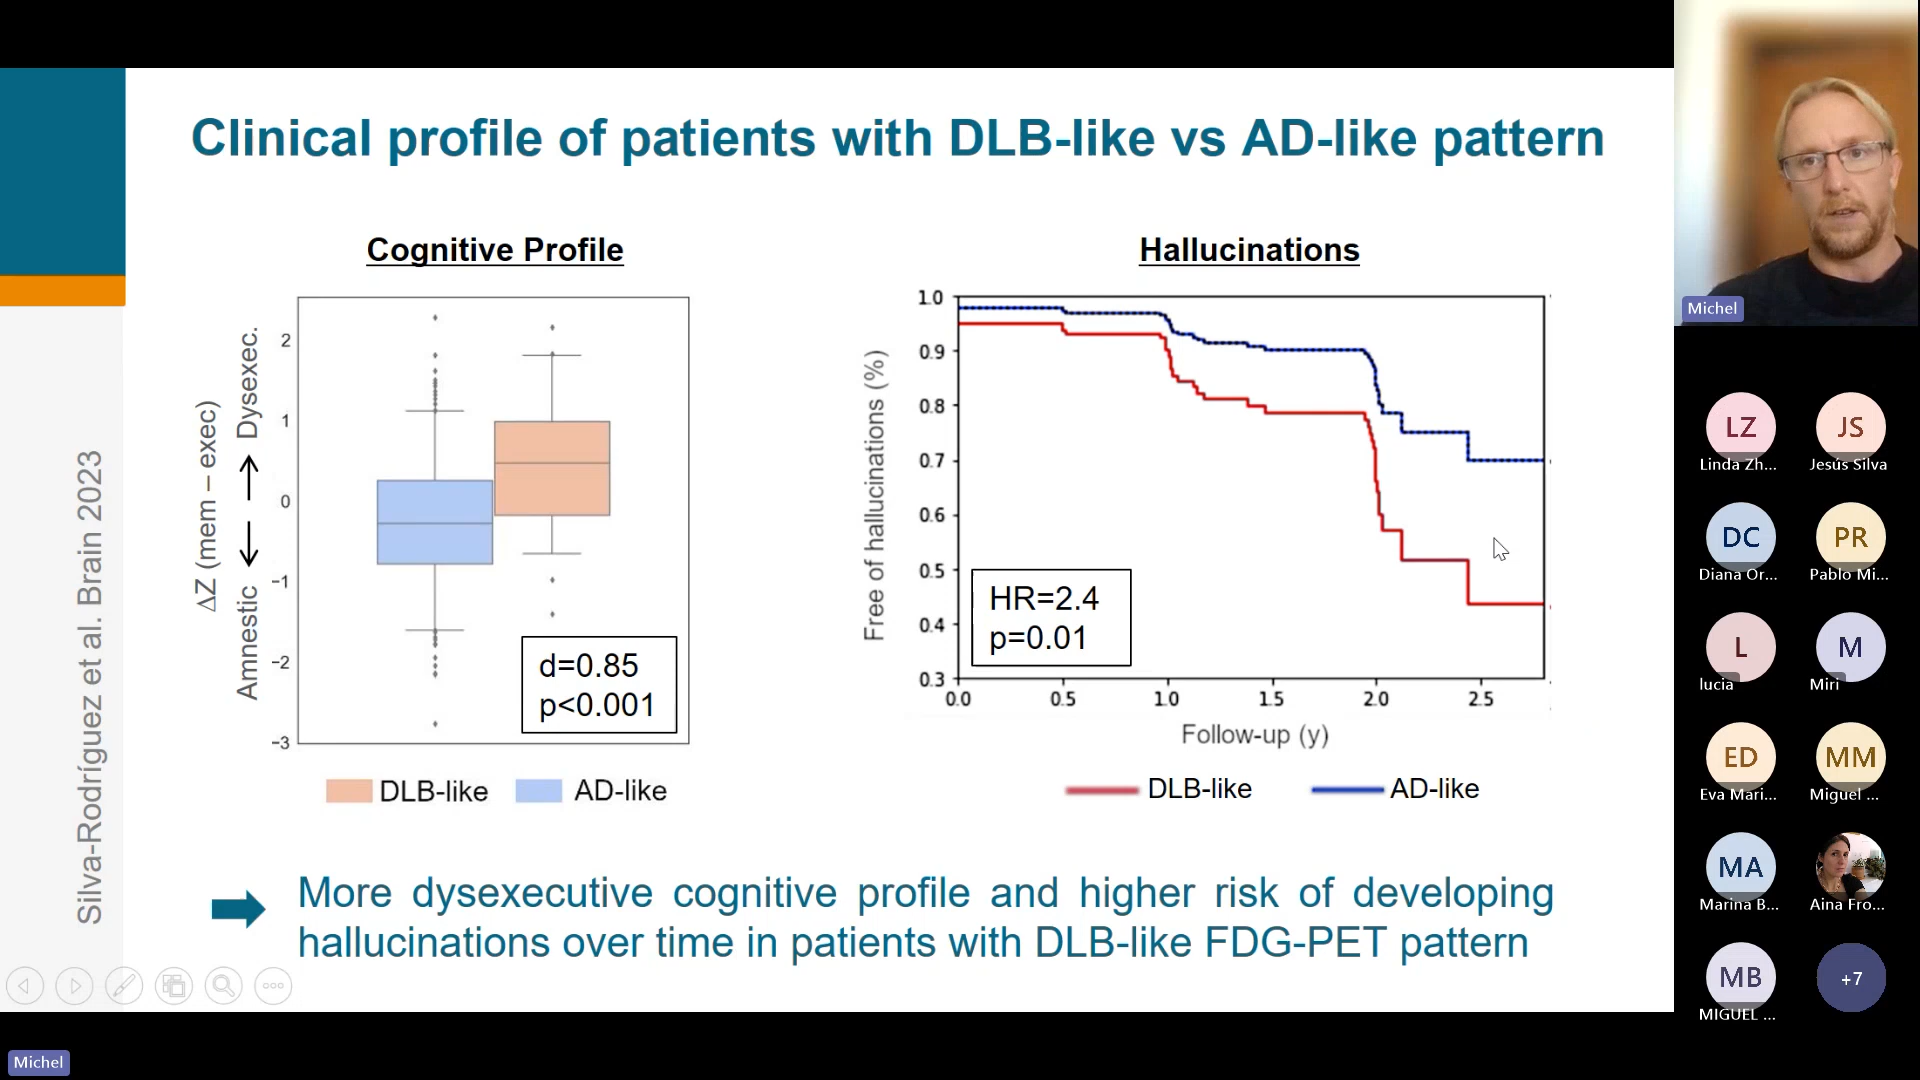 Clinical profile of patients with DLB-like vs AD-like pattern
Silva-Rodríguez et al. Brain 2023
Cognitive Profile
ΔZ (mem – exec)
Amnestic
Dysexec.
2
1
0
−1
−2
−3
d=0.85
p<0.001
DLB-like
AD-like
Hallucinations
Free of hallucinations (%)
1.0
0.9
0.8
0.7
0.6
0.5
0.4
0.3
HR=2.4
p=0.01
0.0 0.5 1.0 1.5 2.0 2.5
Follow-up (y)
DLB-like
AD-like
More dysexecutive cognitive profile and higher risk of developing
hallucinations over time in patients with DLB-like FDG-PET pattern
Michel
Michel
LZ
Linda Zh...
JS
Jesús Silva
DC
Diana Or...
PR
Pablo Mi...
L
lucia
M
Miri
ED
Eva Mari...
MM
Miguel ...
MA
Marina B...
Aina Fro...
MB
MIGUEL ...
+7